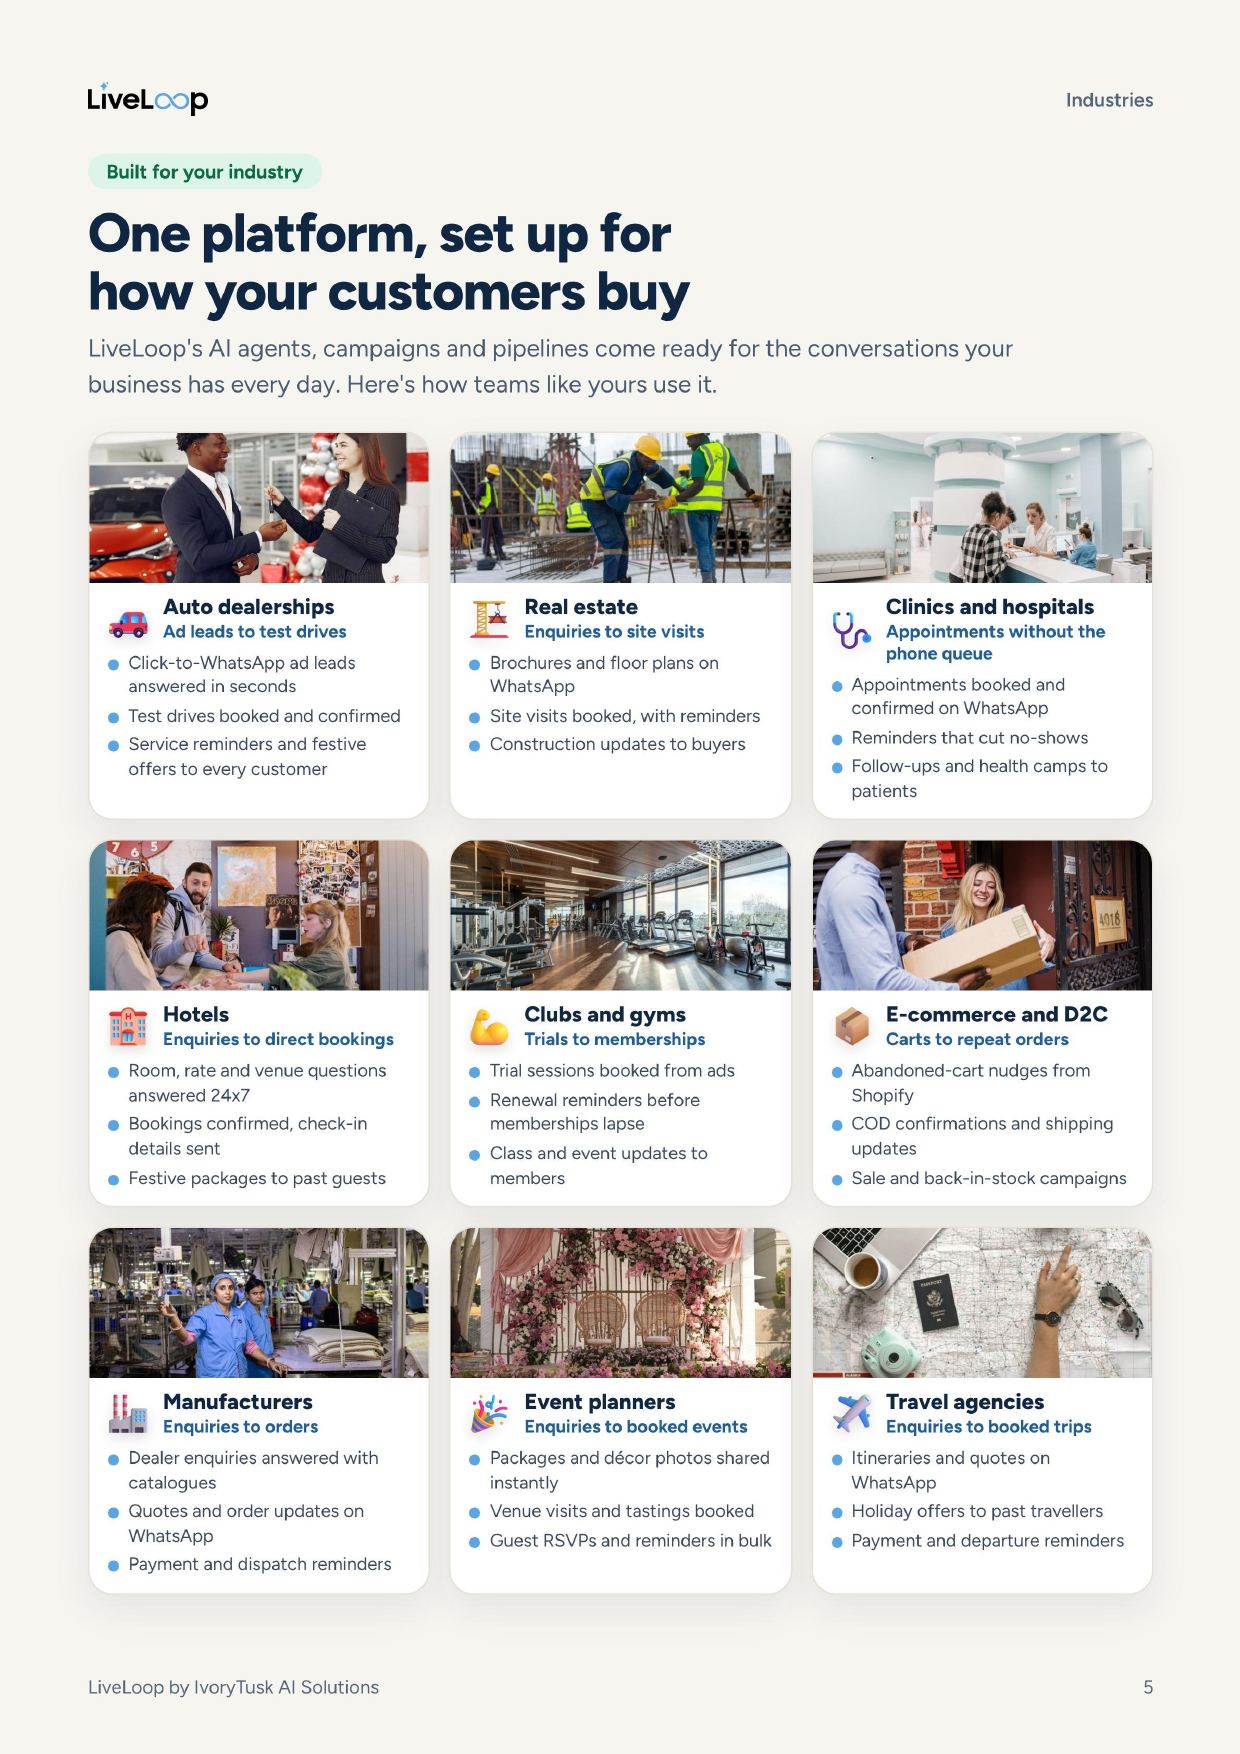 LiveLoop
Industries
Built for your industry
One platform, set up for
how your customers buy
LiveLoop's AI agents, campaigns and pipelines come ready for the conversations your
business has every day. Here's how teams like yours use it.
Auto dealerships
Ad leads to test drives
Click-to-WhatsApp ad leads
answered in seconds
Test drives booked and confirmed
Service reminders and festive
offers to every customer
Real estate
Enquiries to site visits
Brochures and floor plans on
WhatsApp
Site visits booked, with reminders
Construction updates to buyers
Clinics and hospitals
Appointments without the
phone queue
Appointments booked and
confirmed on WhatsApp
Reminders that cut no-shows
Follow-ups and health camps to
patients
7 6 5
Hotels
Enquiries to direct bookings
Room, rate and venue questions
answered 24x7
Bookings confirmed, check-in
details sent
Festive packages to past guests
Clubs and gyms
Trials to memberships
Trial sessions booked from ads
Renewal reminders before
memberships lapse
Class and event updates to
members
4016
E-commerce and D2C
Carts to repeat orders
Abandoned-cart nudges from
Shopify
COD confirmations and shipping
updates
Sale and back-in-stock campaigns
Manufacturers
Enquiries to orders
Dealer enquiries answered with
catalogues
Quotes and order updates on
WhatsApp
Payment and dispatch reminders
Event planners
Enquiries to booked events
Packages and décor photos shared
instantly
Venue visits and tastings booked
Guest RSVPs and reminders in bulk
PASSPORT
Travel agencies
Enquiries to booked trips
Itineraries and quotes on
WhatsApp
Holiday offers to past travellers
Payment and departure reminders
LiveLoop by IvoryTusk AI Solutions
5